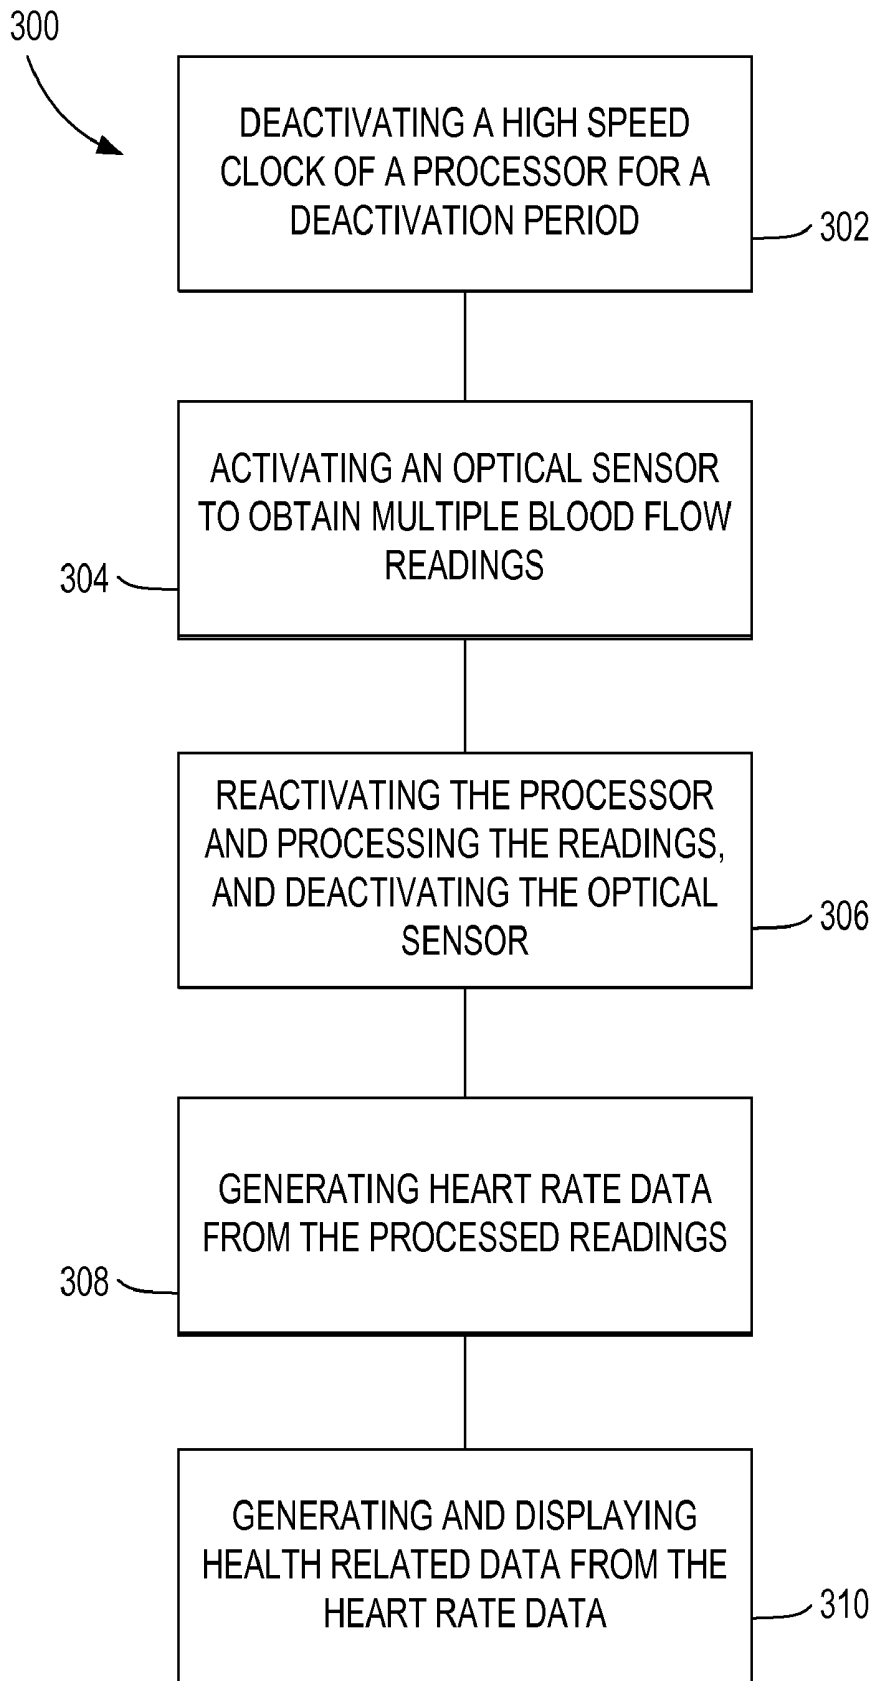 300
DEACTIVATING A HIGH SPEED
CLOCK OF A PROCESSOR FOR A
DEACTIVATION PERIOD
302
ACTIVATING AN OPTICAL SENSOR
TO OBTAIN MULTIPLE BLOOD FLOW
READINGS
304
REACTIVATING THE PROCESSOR
AND PROCESSING THE READINGS,
AND DEACTIVATING THE OPTICAL
SENSOR
306
GENERATING HEART RATE DATA
FROM THE PROCESSED READINGS
308
GENERATING AND DISPLAYING
HEALTH RELATED DATA FROM THE
HEART RATE DATA
310